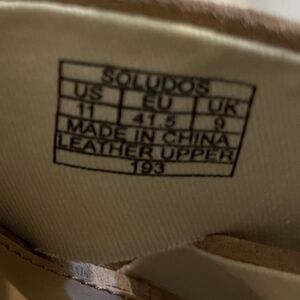 SOLUDOS
US EU UK
11 41.5 9
MADE IN CHINA
LEATHER UPPER
193